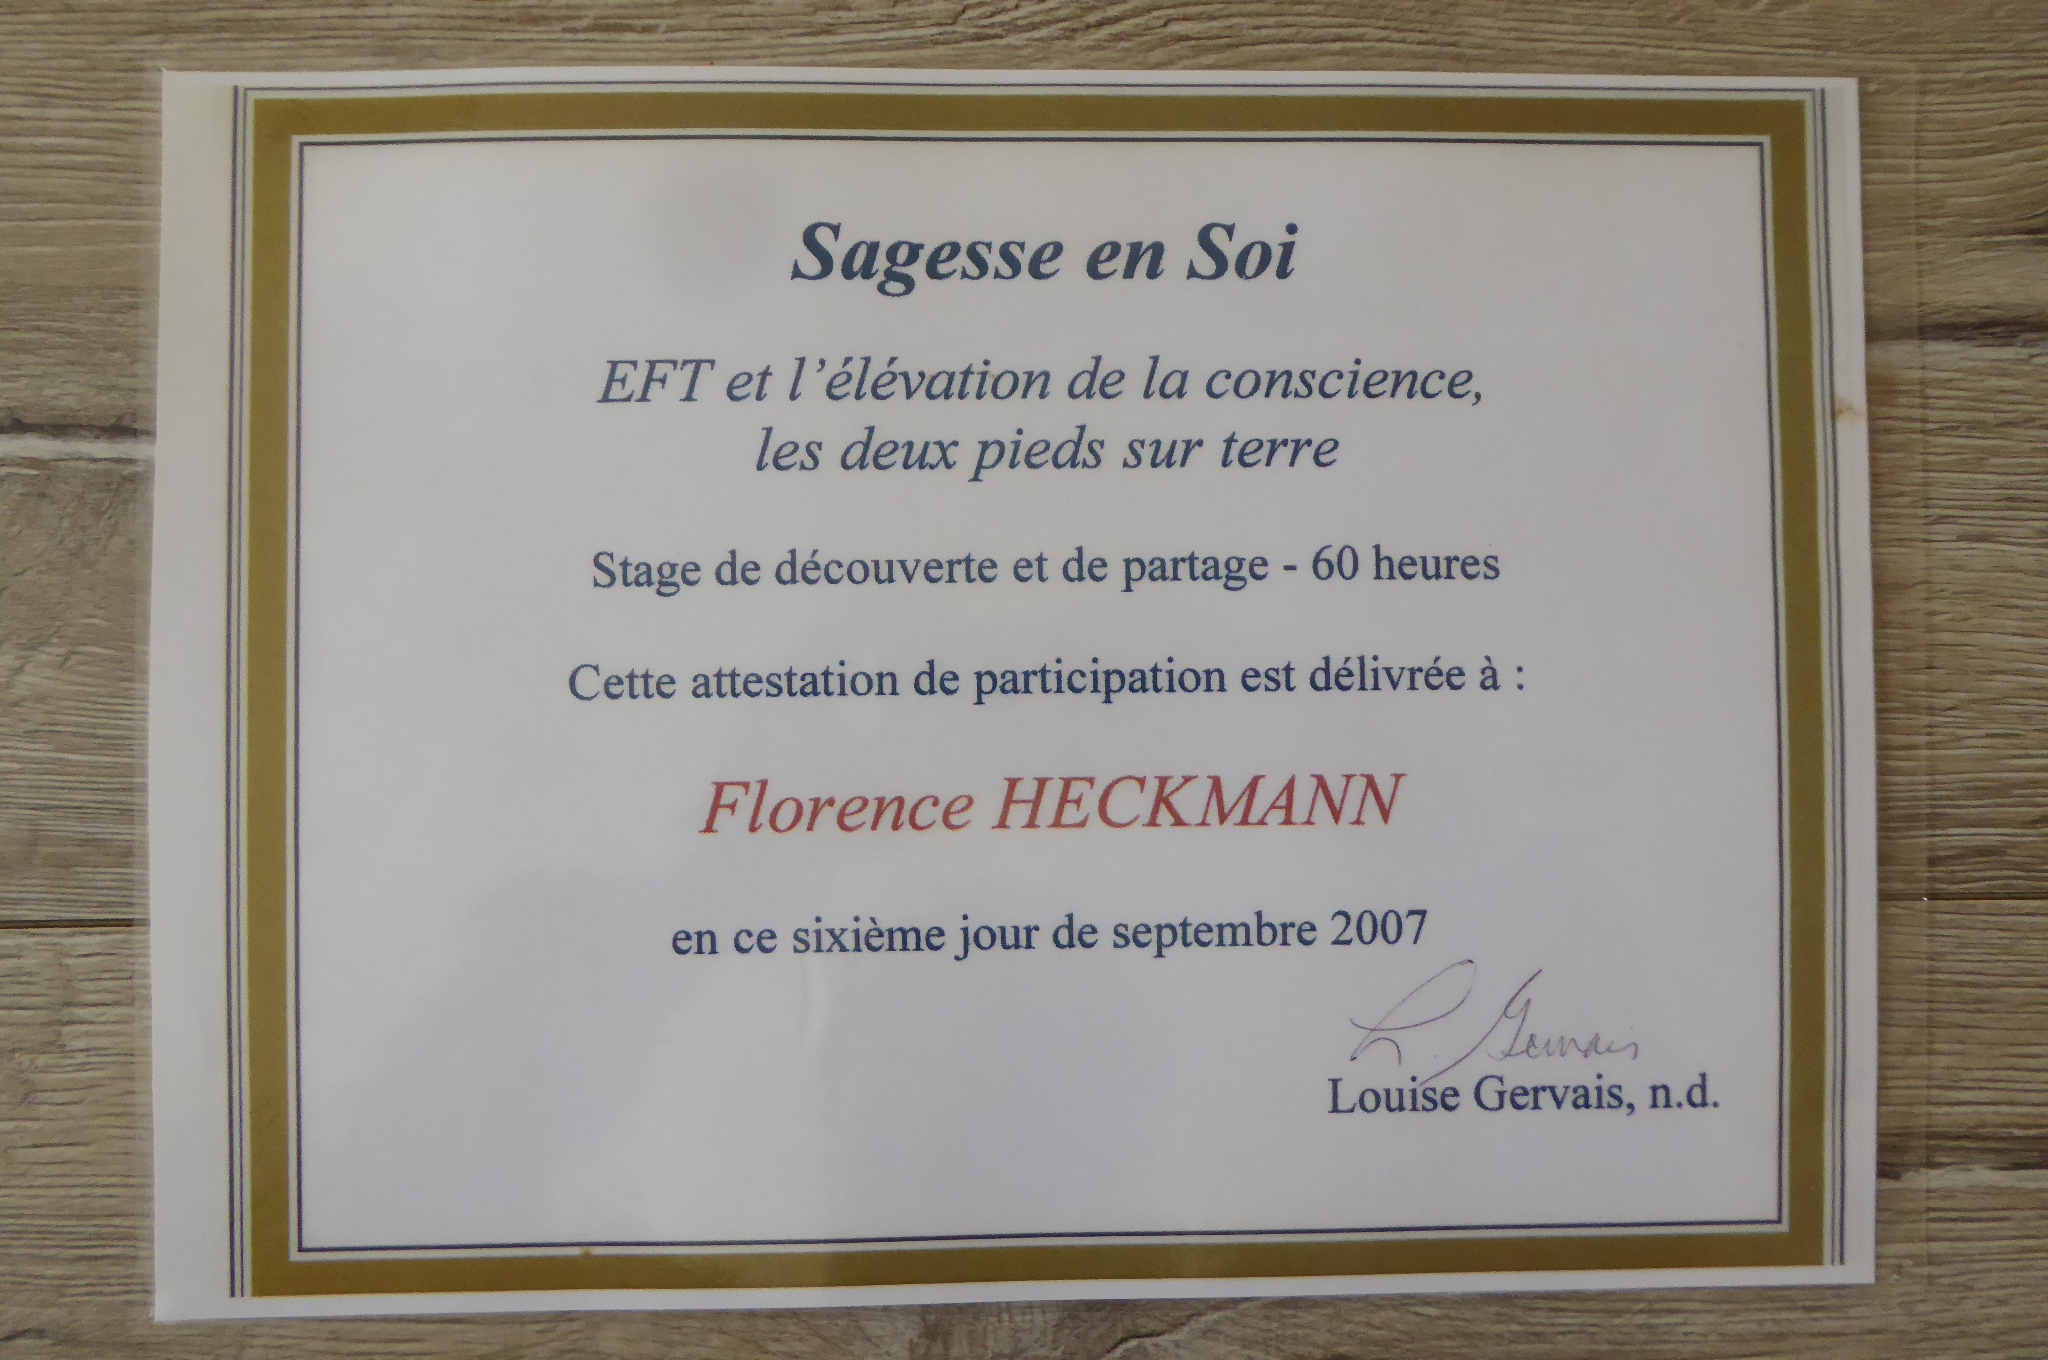 Sagesse en Soi
EFT et l'élévation de la conscience,
les deux pieds sur terre
Stage de découverte et de partage - 60 heures
Cette attestation de participation est délivrée à :
Florence HECKMANN
en ce sixième jour de septembre 2007
L. Gervais
Louise Gervais, n.d.